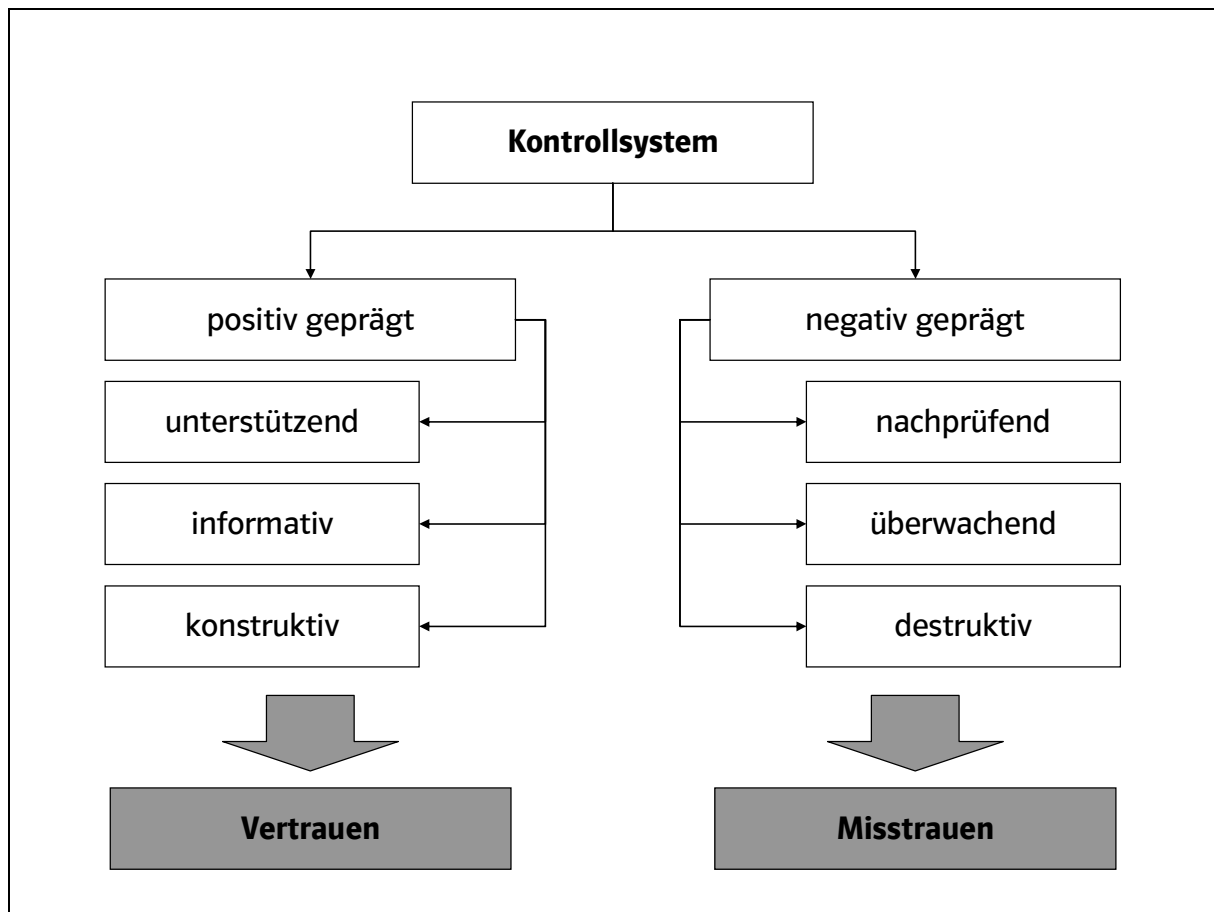 Kontrollsystem
positiv geprägt
unterstützend
informativ
konstruktiv
Vertrauen
negativ geprägt
nachprüfend
überwachend
destruktiv
Misstrauen